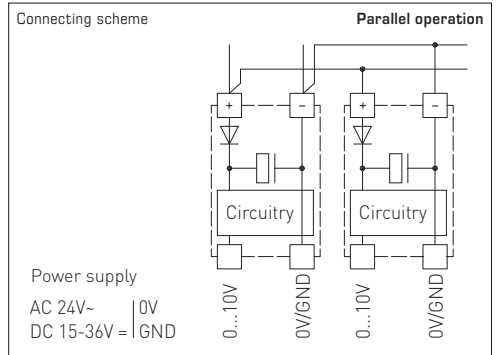 Connecting scheme
Parallel operation
+ – + –
Circuitry Circuitry
Power supply
AC 24V~ | 0V
DC 15-36V = | GND
0...10V
0V/GND
0...10V
0V/GND